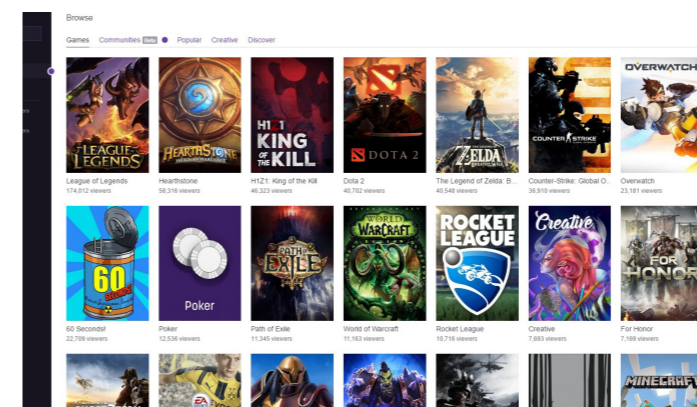 Browse
Games Communities Beta Popular Creative Discover
LEAGUE OF LEGENDS
HEARTHSTONE
H1Z1 KING OF THE KILL
DOTA 2
ZELDA
COUNTER STRIKE
OVERWATCH
League of Legends
174,012 viewers
Hearthstone
58,316 viewers
H1Z1: King of the Kill
46,323 viewers
Dota 2
40,702 viewers
The Legend of Zelda: B...
40,548 viewers
Counter-Strike: Global O...
36,910 viewers
Overwatch
23,181 viewers
60 SECONDS!
Poker
PATH OF EXILE
WORLD OF WARCRAFT
ROCKET LEAGUE
Creative
FOR HONOR
60 Seconds!
22,709 viewers
Poker
12,536 viewers
Path of Exile
11,345 viewers
World of Warcraft
11,163 viewers
Rocket League
10,716 viewers
Creative
7,693 viewers
For Honor
7,169 viewers
EA
MINECRAFT